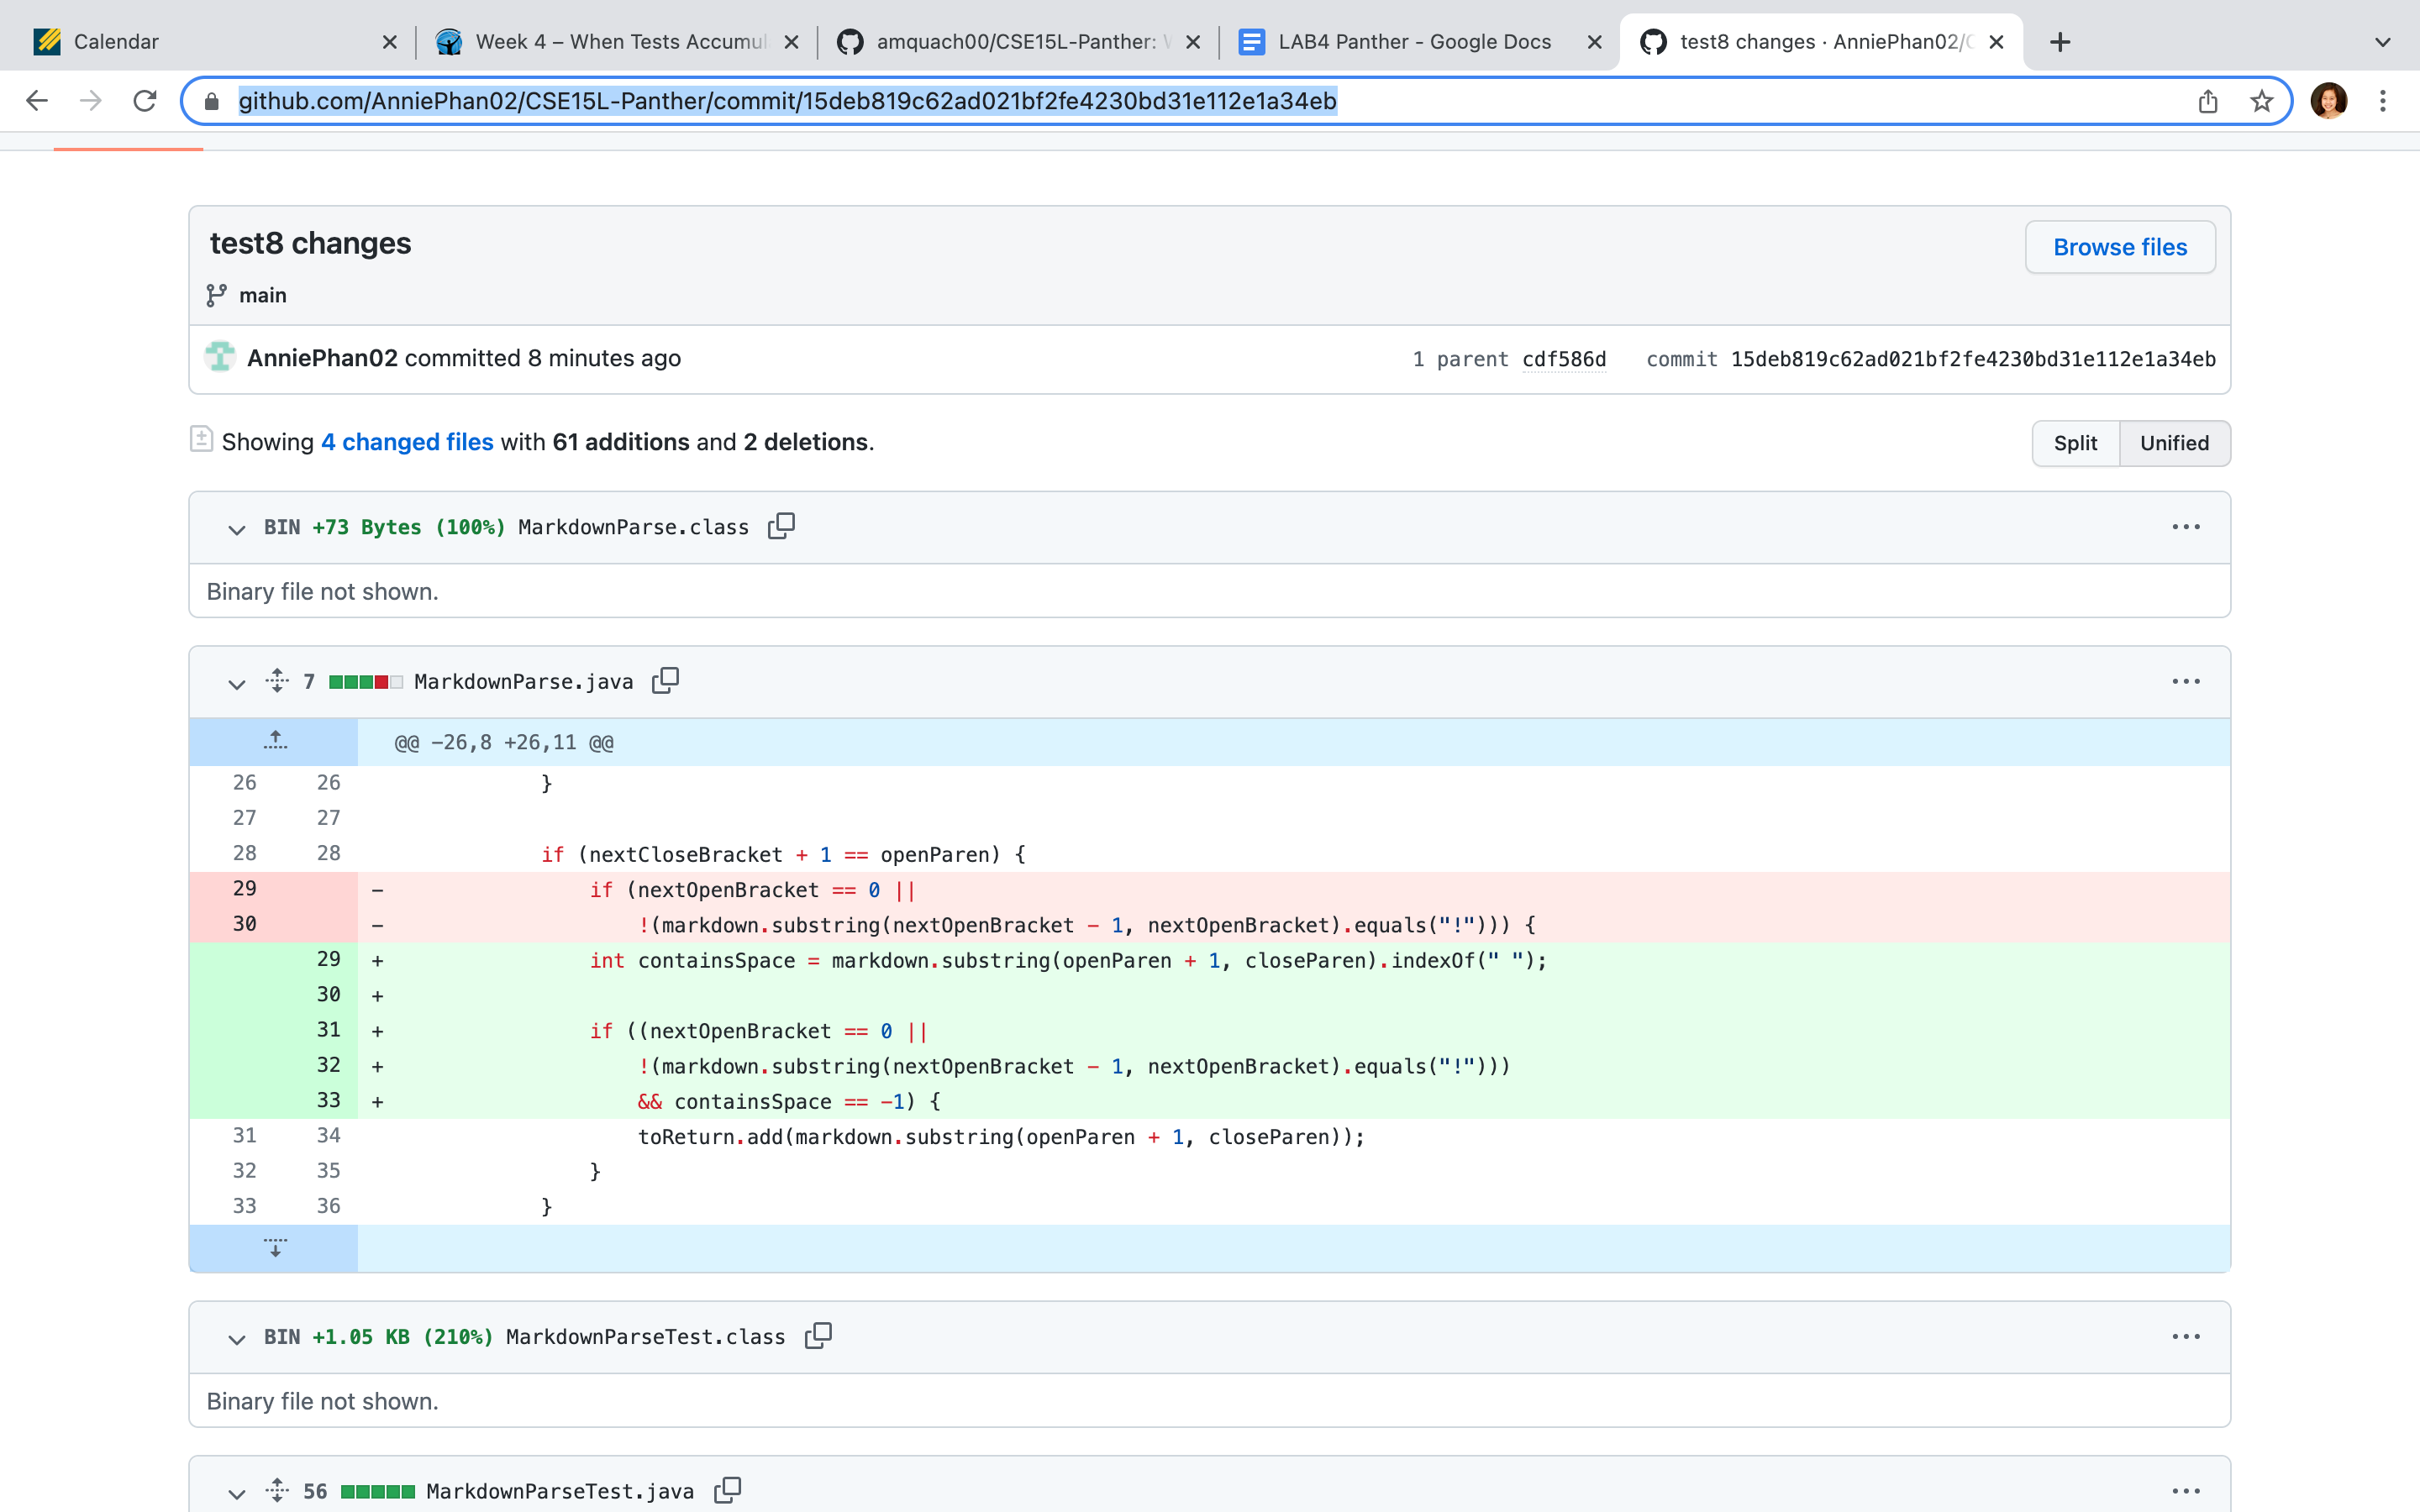 Calendar
Week 4 – When Tests Accumul
amquach00/CSE15L-Panther: W
LAB4 Panther - Google Docs
test8 changes · AnniePhan02/C
github.com/AnniePhan02/CSE15L-Panther/commit/15deb819c62ad021bf2fe4230bd31e112e1a34eb
test8 changes
Browse files
main
AnniePhan02 committed 8 minutes ago
1 parent cdf586d commit 15deb819c62ad021bf2fe4230bd31e112e1a34eb
Showing 4 changed files with 61 additions and 2 deletions.
Split Unified
BIN +73 Bytes (100%) MarkdownParse.class
Binary file not shown.
7 MarkdownParse.java
@@ -26,8 +26,11 @@
26 26 }
27 27
28 28 if (nextCloseBracket + 1 == openParen) {
29 - if (nextOpenBracket == 0 ||
30 - !(markdown.substring(nextOpenBracket - 1, nextOpenBracket).equals("!"))) {
29 + int containsSpace = markdown.substring(openParen + 1, closeParen).indexOf(" ");
30 +
31 + if ((nextOpenBracket == 0 ||
32 + !(markdown.substring(nextOpenBracket - 1, nextOpenBracket).equals("!")))
33 + && containsSpace == -1) {
31 34 toReturn.add(markdown.substring(openParen + 1, closeParen));
32 35 }
33 36 }
BIN +1.05 KB (210%) MarkdownParseTest.class
Binary file not shown.
56 MarkdownParseTest.java